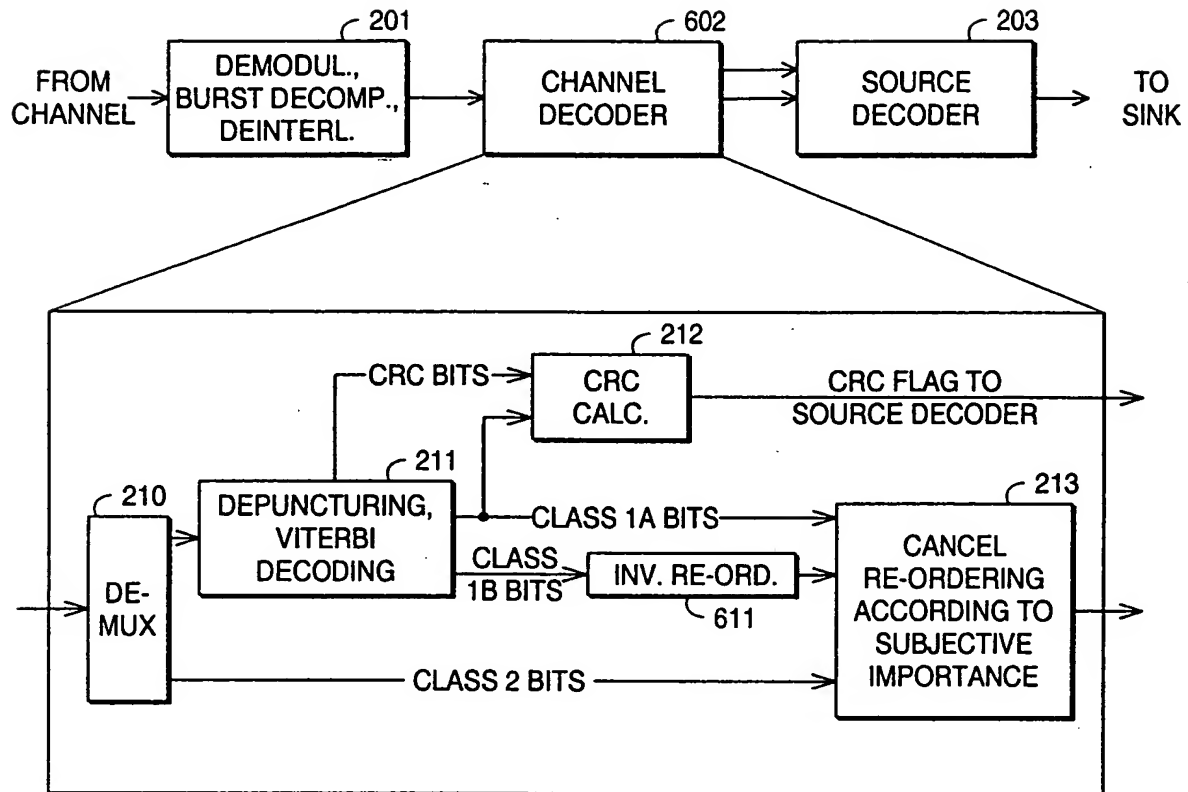 201
602
203
FROM
CHANNEL
DEMODUL.,
BURST DECOMP.,
DEINTERL.
CHANNEL
DECODER
SOURCE
DECODER
TO
SINK
212
CRC BITS
CRC
CALC.
CRC FLAG TO
SOURCE DECODER
210
211
213
DE-
MUX
DEPUNCTURING,
VITERBI
DECODING
CLASS 1A BITS
CLASS
1B BITS
INV. RE-ORD.
611
CANCEL
RE-ORDERING
ACCORDING TO
SUBJECTIVE
IMPORTANCE
CLASS 2 BITS